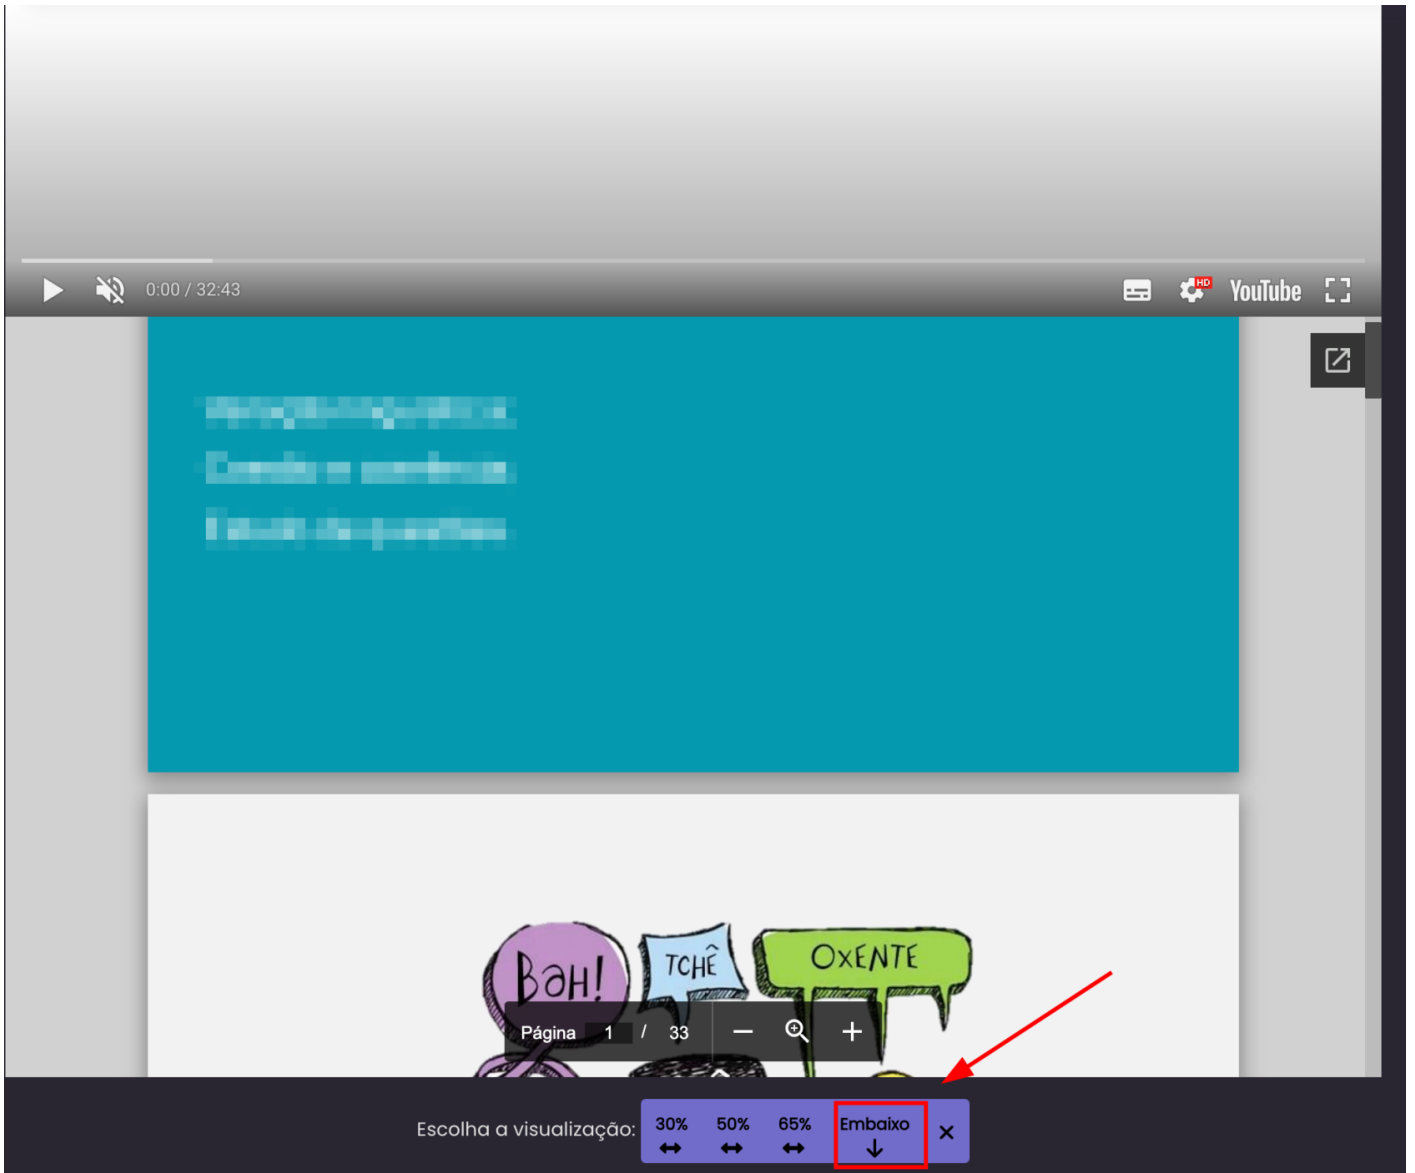 0:00 / 32:43
HD
YouTube
BAH!
TCHÊ
OXENTE
Página 1 / 33
Escolha a visualização:
30% 50% 65% Embaixo